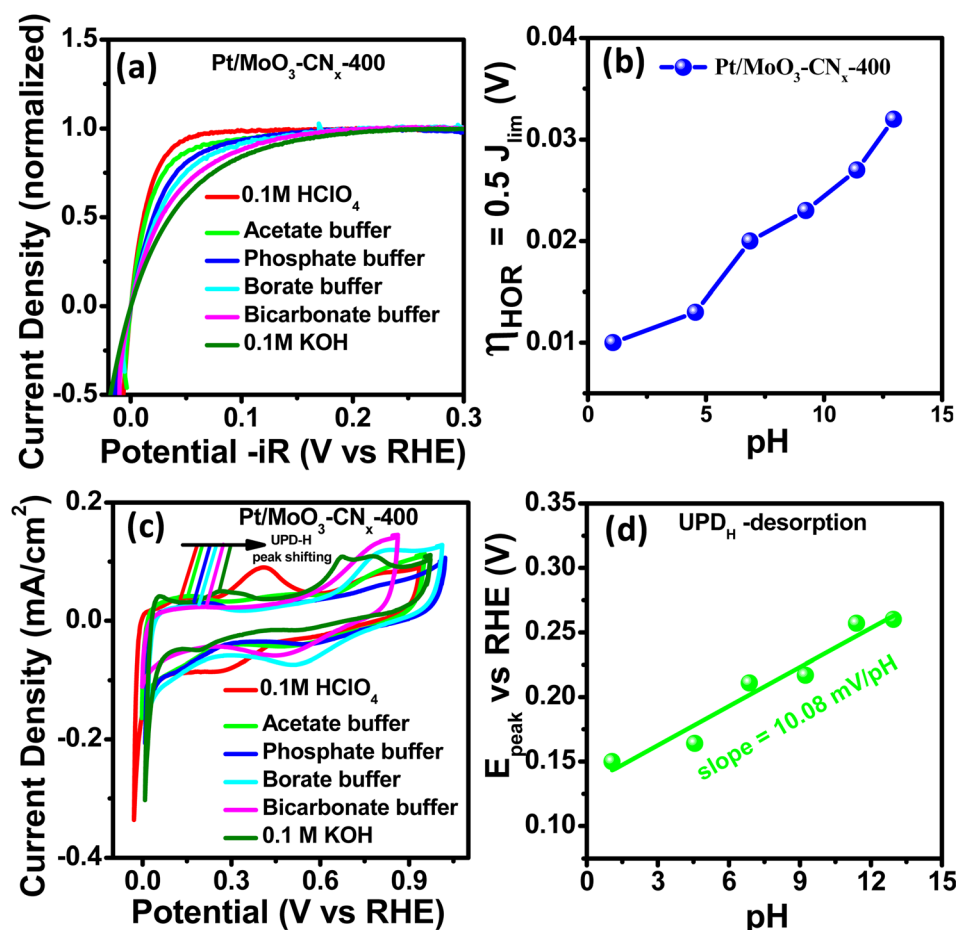 (a)
Pt/MoO₃-CNₓ-400
Current Density (normalized)
1.5
1.0
0.5
0.0
-0.5
0.1M HClO₄
Acetate buffer
Phosphate buffer
Borate buffer
Bicarbonate buffer
0.1M KOH
0.0 0.1 0.2 0.3
Potential -iR (V vs RHE)
(b)
Pt/MoO₃-CNₓ-400
η_HOR = 0.5 J_lim (V)
0.04
0.03
0.02
0.01
0 5 10 15
pH
(c)
Pt/MoO₃-CNₓ-400
UPD-H
peak shifting
Current Density (mA/cm²)
0.2
0.0
-0.2
-0.4
0.1M HClO₄
Acetate buffer
Phosphate buffer
Borate buffer
Bicarbonate buffer
0.1 M KOH
0.0 0.3 0.6 0.9
Potential (V vs RHE)
(d)
UPD_H -desorption
E_peak vs RHE (V)
0.35
0.30
0.25
0.20
0.15
0.10
slope = 10.08 mV/pH
0 3 6 9 12 15
pH